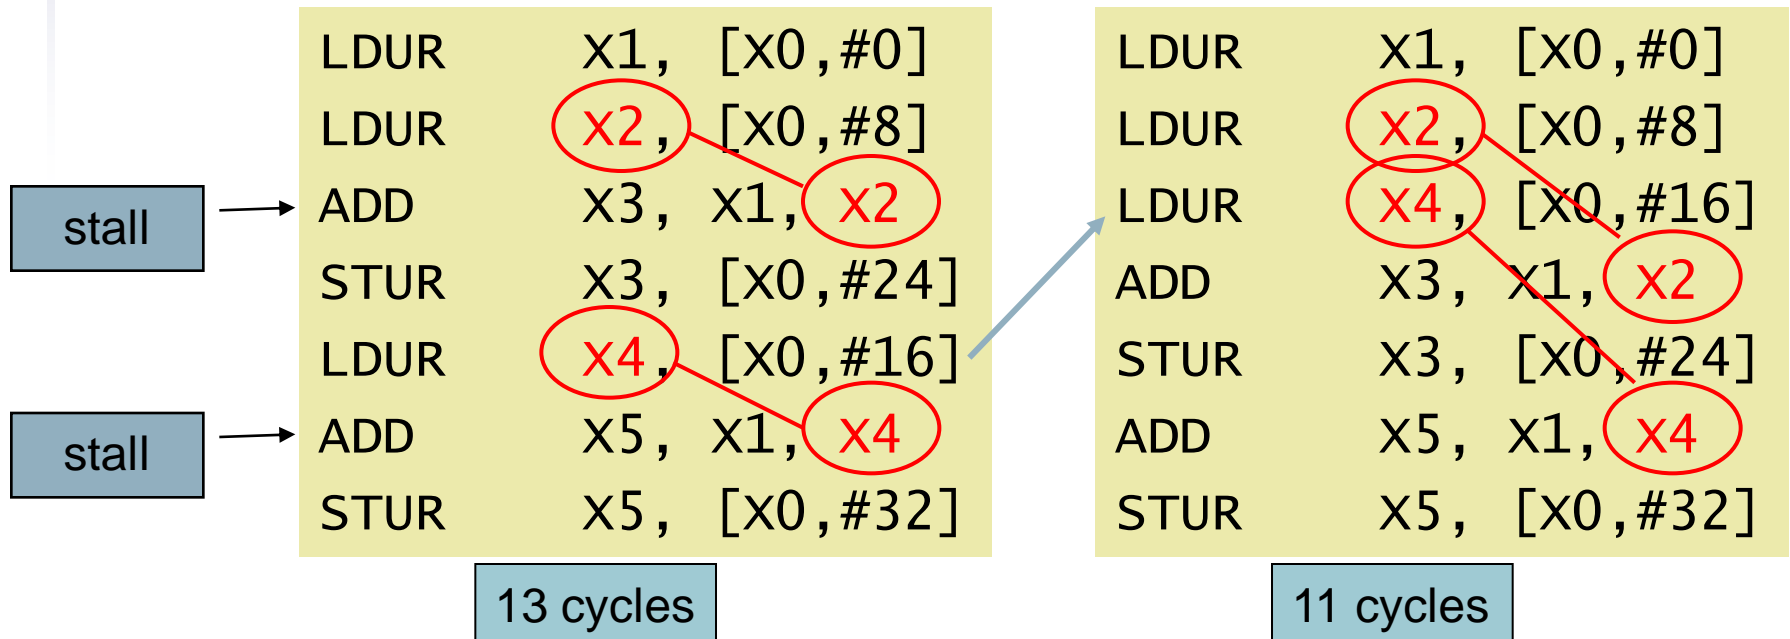 LDUR X1, [X0,#0]
LDUR X2, [X0,#8]
stall
ADD X3, X1, X2
STUR X3, [X0,#24]
LDUR X4, [X0,#16]
stall
ADD X5, X1, X4
STUR X5, [X0,#32]
13 cycles
LDUR X1, [X0,#0]
LDUR X2, [X0,#8]
LDUR X4, [X0,#16]
ADD X3, X1, X2
STUR X3, [X0,#24]
ADD X5, X1, X4
STUR X5, [X0,#32]
11 cycles